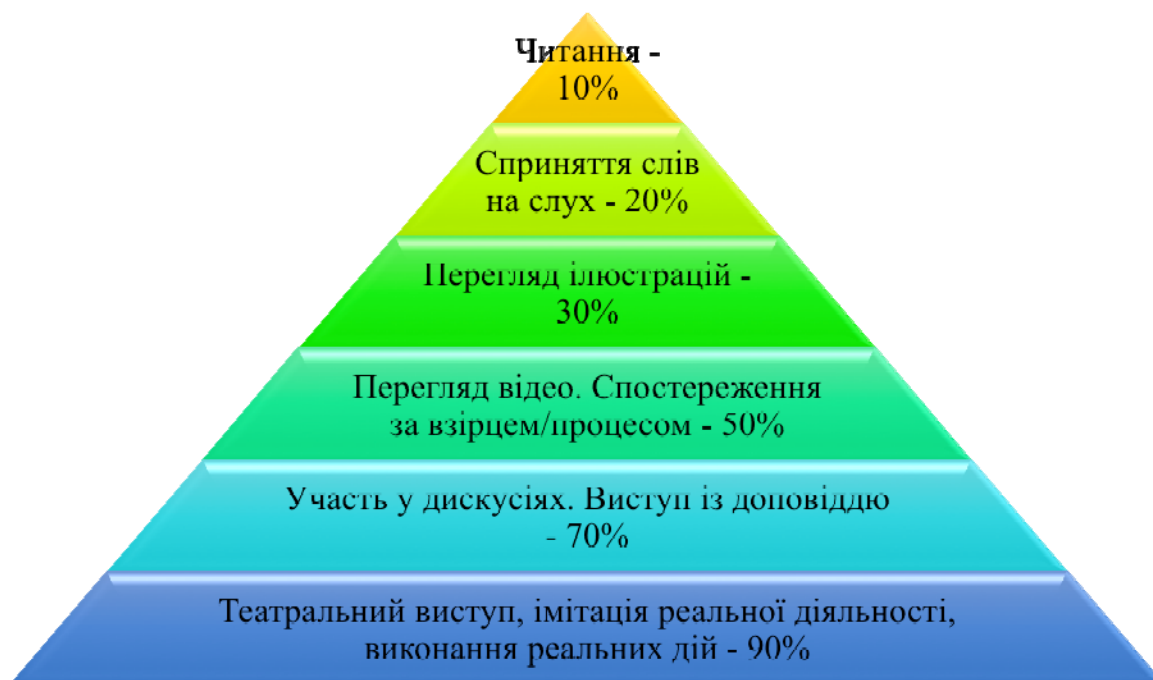 Читання -
10%
Сприняття слів
на слух - 20%
Перегляд ілюстрацій -
30%
Перегляд відео. Спостереження
за взірцем/процесом - 50%
Участь у дискусіях. Виступ із доповіддю
- 70%
Театральний виступ, імітація реальної діяльності,
виконання реальних дій - 90%